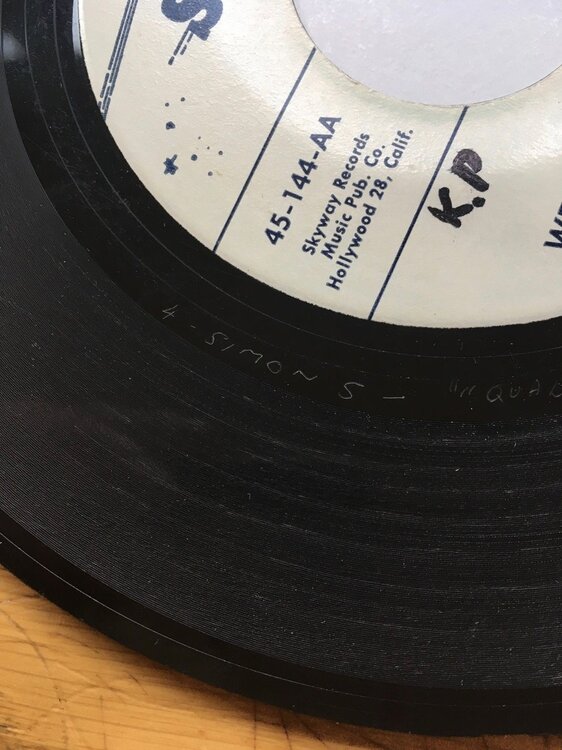 S
45-144-AA
Skyway Records
Music Pub. Co.
Hollywood 28, Calif.
K.P
4 - SIMON S -